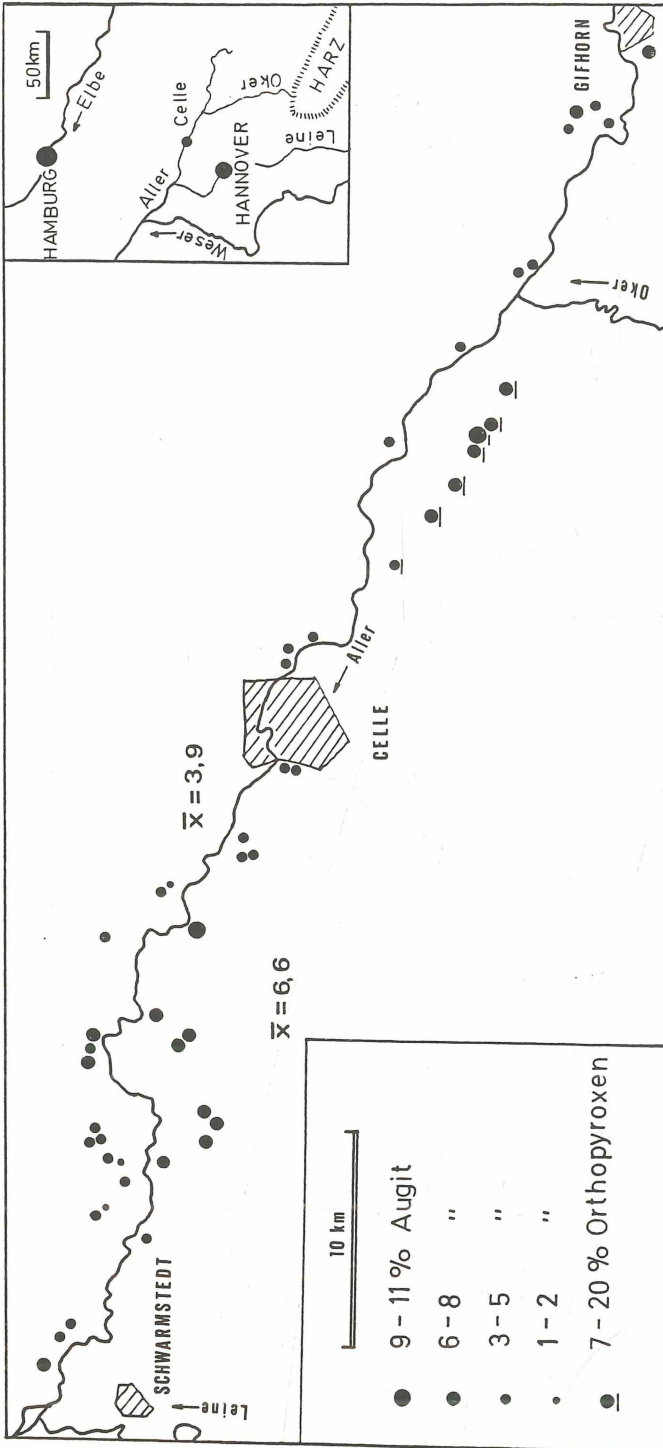 50km
HAMBURG
Elbe
Aller
Celle
Oker
HANNOVER
HARZ
Weser
Leine
GIFHORN
Oker
Aller
CELLE
x̅ = 3,9
x̅ = 6,6
SCHWARMSTEDT
Leine
10 km
9 - 11 % Augit
6 - 8 "
3 - 5 "
1 - 2 "
7 - 20 % Orthopyroxen